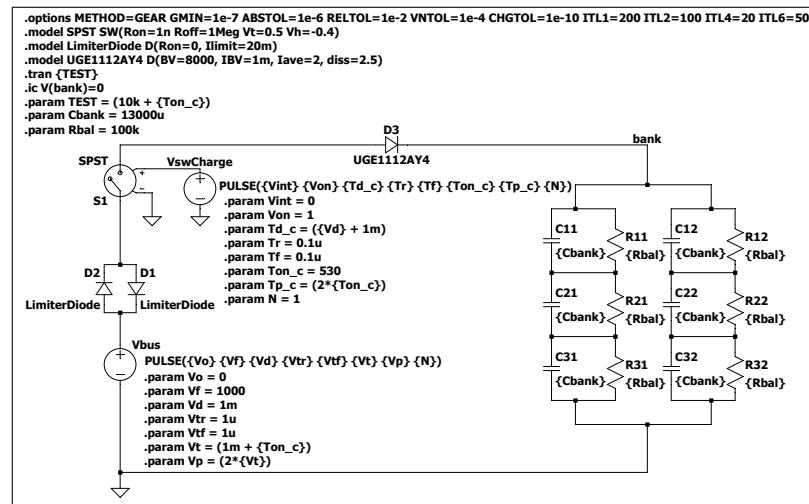 .options METHOD=GEAR GMIN=1e-7 ABSTOL=1e-6 RELTOL=1e-2 VNTOL=1e-4 CHGTOL=1e-10 ITL1=200 ITL2=100 ITL4=20 ITL6=50
.model SPST SW(Ron=1n Roff=1Meg Vt=0.5 Vh=-0.4)
.model LimiterDiode D(Ron=0, Ilimit=20m)
.model UGE1112AY4 D(BV=8000, IBV=1m, Iave=2, diss=2.5)
.tran {TEST}
.ic V(bank)=0
.param TEST = (10k + {Ton_c})
.param Cbank = 13000u
.param Rbal = 100k
D3
UGE1112AY4
bank
SPST
S1
VswCharge
PULSE({Vint} {Von} {Td_c} {Tr} {Tf} {Ton_c} {Tp_c} {N})
.param Vint = 0
.param Von = 1
.param Td_c = ({Vd} + 1m)
.param Tr = 0.1u
.param Tf = 0.1u
.param Ton_c = 530
.param Tp_c = (2*{Ton_c})
.param N = 1
D2
D1
LimiterDiode
LimiterDiode
Vbus
PULSE({Vo} {Vf} {Vd} {Vtr} {Vtf} {Vt} {Vp} {N})
.param Vo = 0
.param Vf = 1000
.param Vd = 1m
.param Vtr = 1u
.param Vtf = 1u
.param Vt = (1m + {Ton_c})
.param Vp = (2*{Vt})
C11
{Cbank}
R11
{Rbal}
C12
{Cbank}
R12
{Rbal}
C21
{Cbank}
R21
{Rbal}
C22
{Cbank}
R22
{Rbal}
C31
{Cbank}
R31
{Rbal}
C32
{Cbank}
R32
{Rbal}